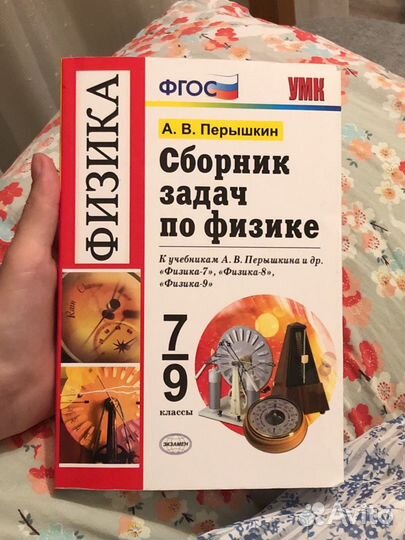 ФГОС
УМК
А. В. Перышкин
Сборник
задач
по физике
К учебникам А. В. Перышкина и др.
«Физика-7», «Физика-8»,
«Физика-9»
ФИЗИКА
7
9
классы
ЭКЗАМЕН
Avito